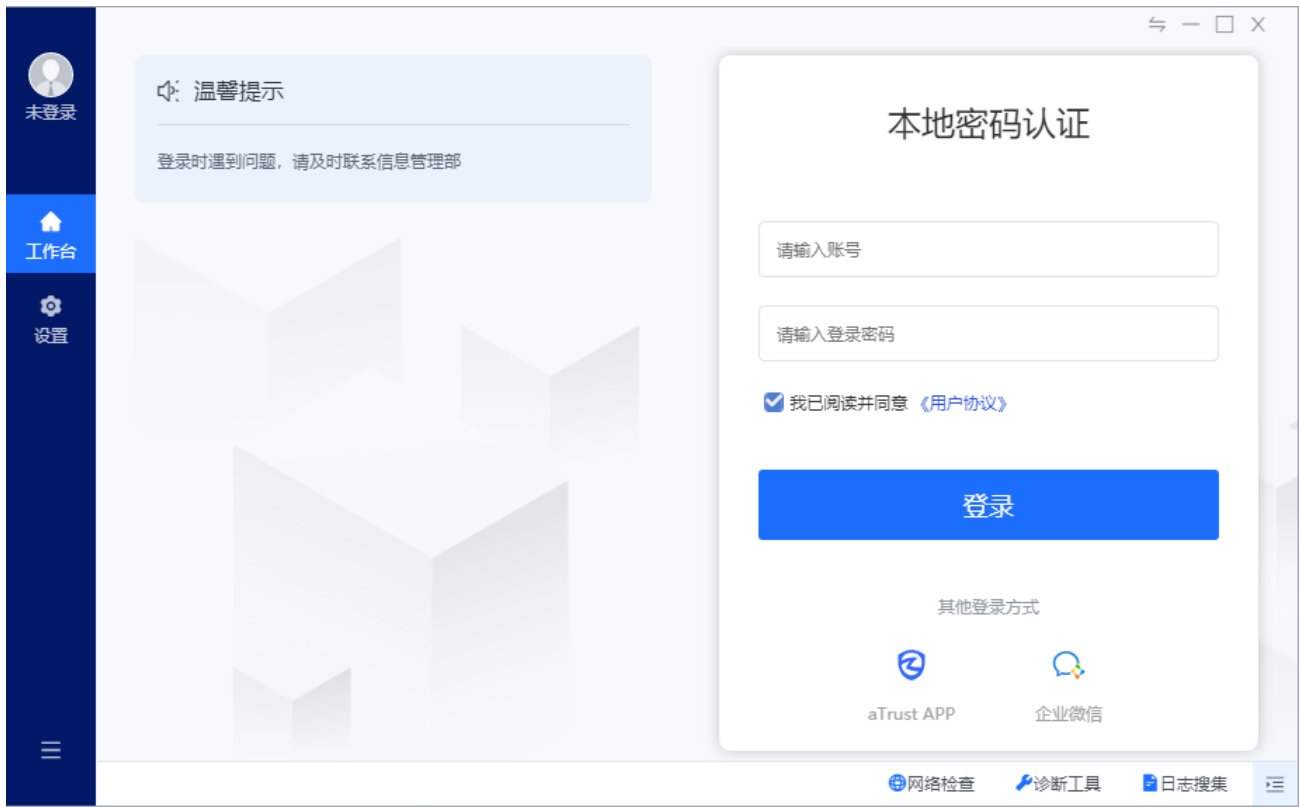 未登录
工作台
设置
温馨提示
登录时遇到问题，请及时联系信息管理部
本地密码认证
请输入账号
请输入登录密码
我已阅读并同意 《用户协议》
登录
其他登录方式
aTrust APP
企业微信
网络检查
诊断工具
日志搜集